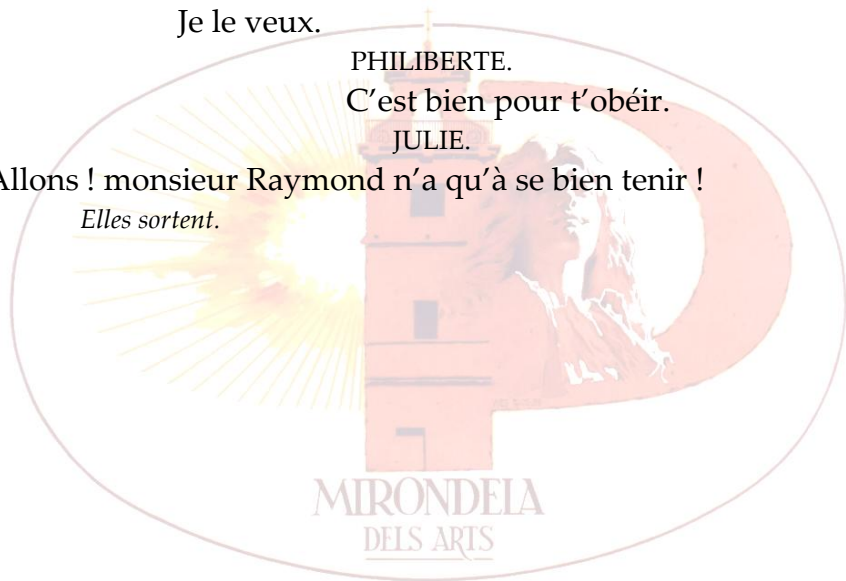 Je le veux.
PHILIBERTE.
C'est bien pour t'obéir.
JULIE.
Allons ! monsieur Raymond n'a qu'à se bien tenir !
Elles sortent.
MIRONDELA
DELS ARTS